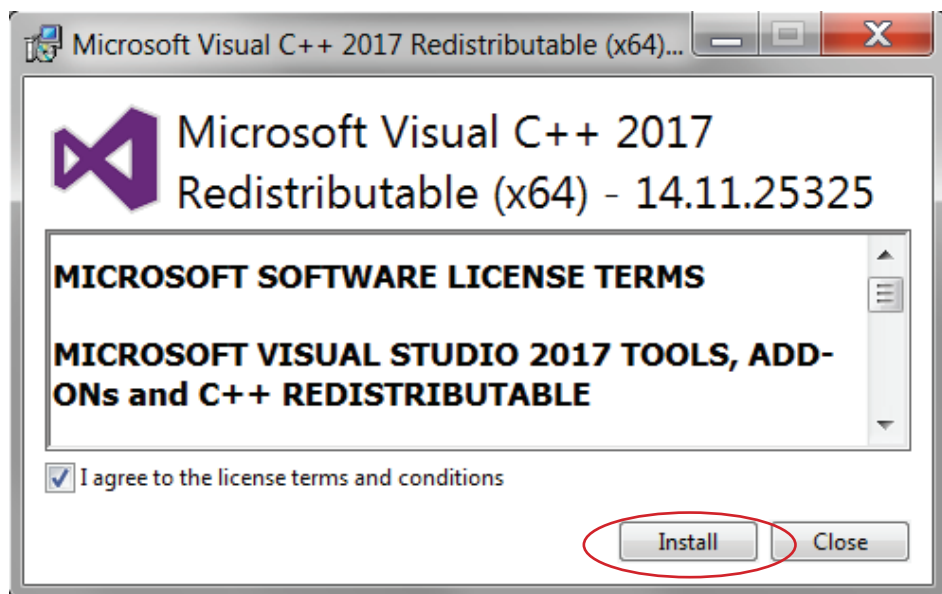 Microsoft Visual C++ 2017 Redistributable (x64)...
Microsoft Visual C++ 2017
Redistributable (x64) - 14.11.25325
MICROSOFT SOFTWARE LICENSE TERMS
MICROSOFT VISUAL STUDIO 2017 TOOLS, ADD-
ONs and C++ REDISTRIBUTABLE
I agree to the license terms and conditions
Install Close